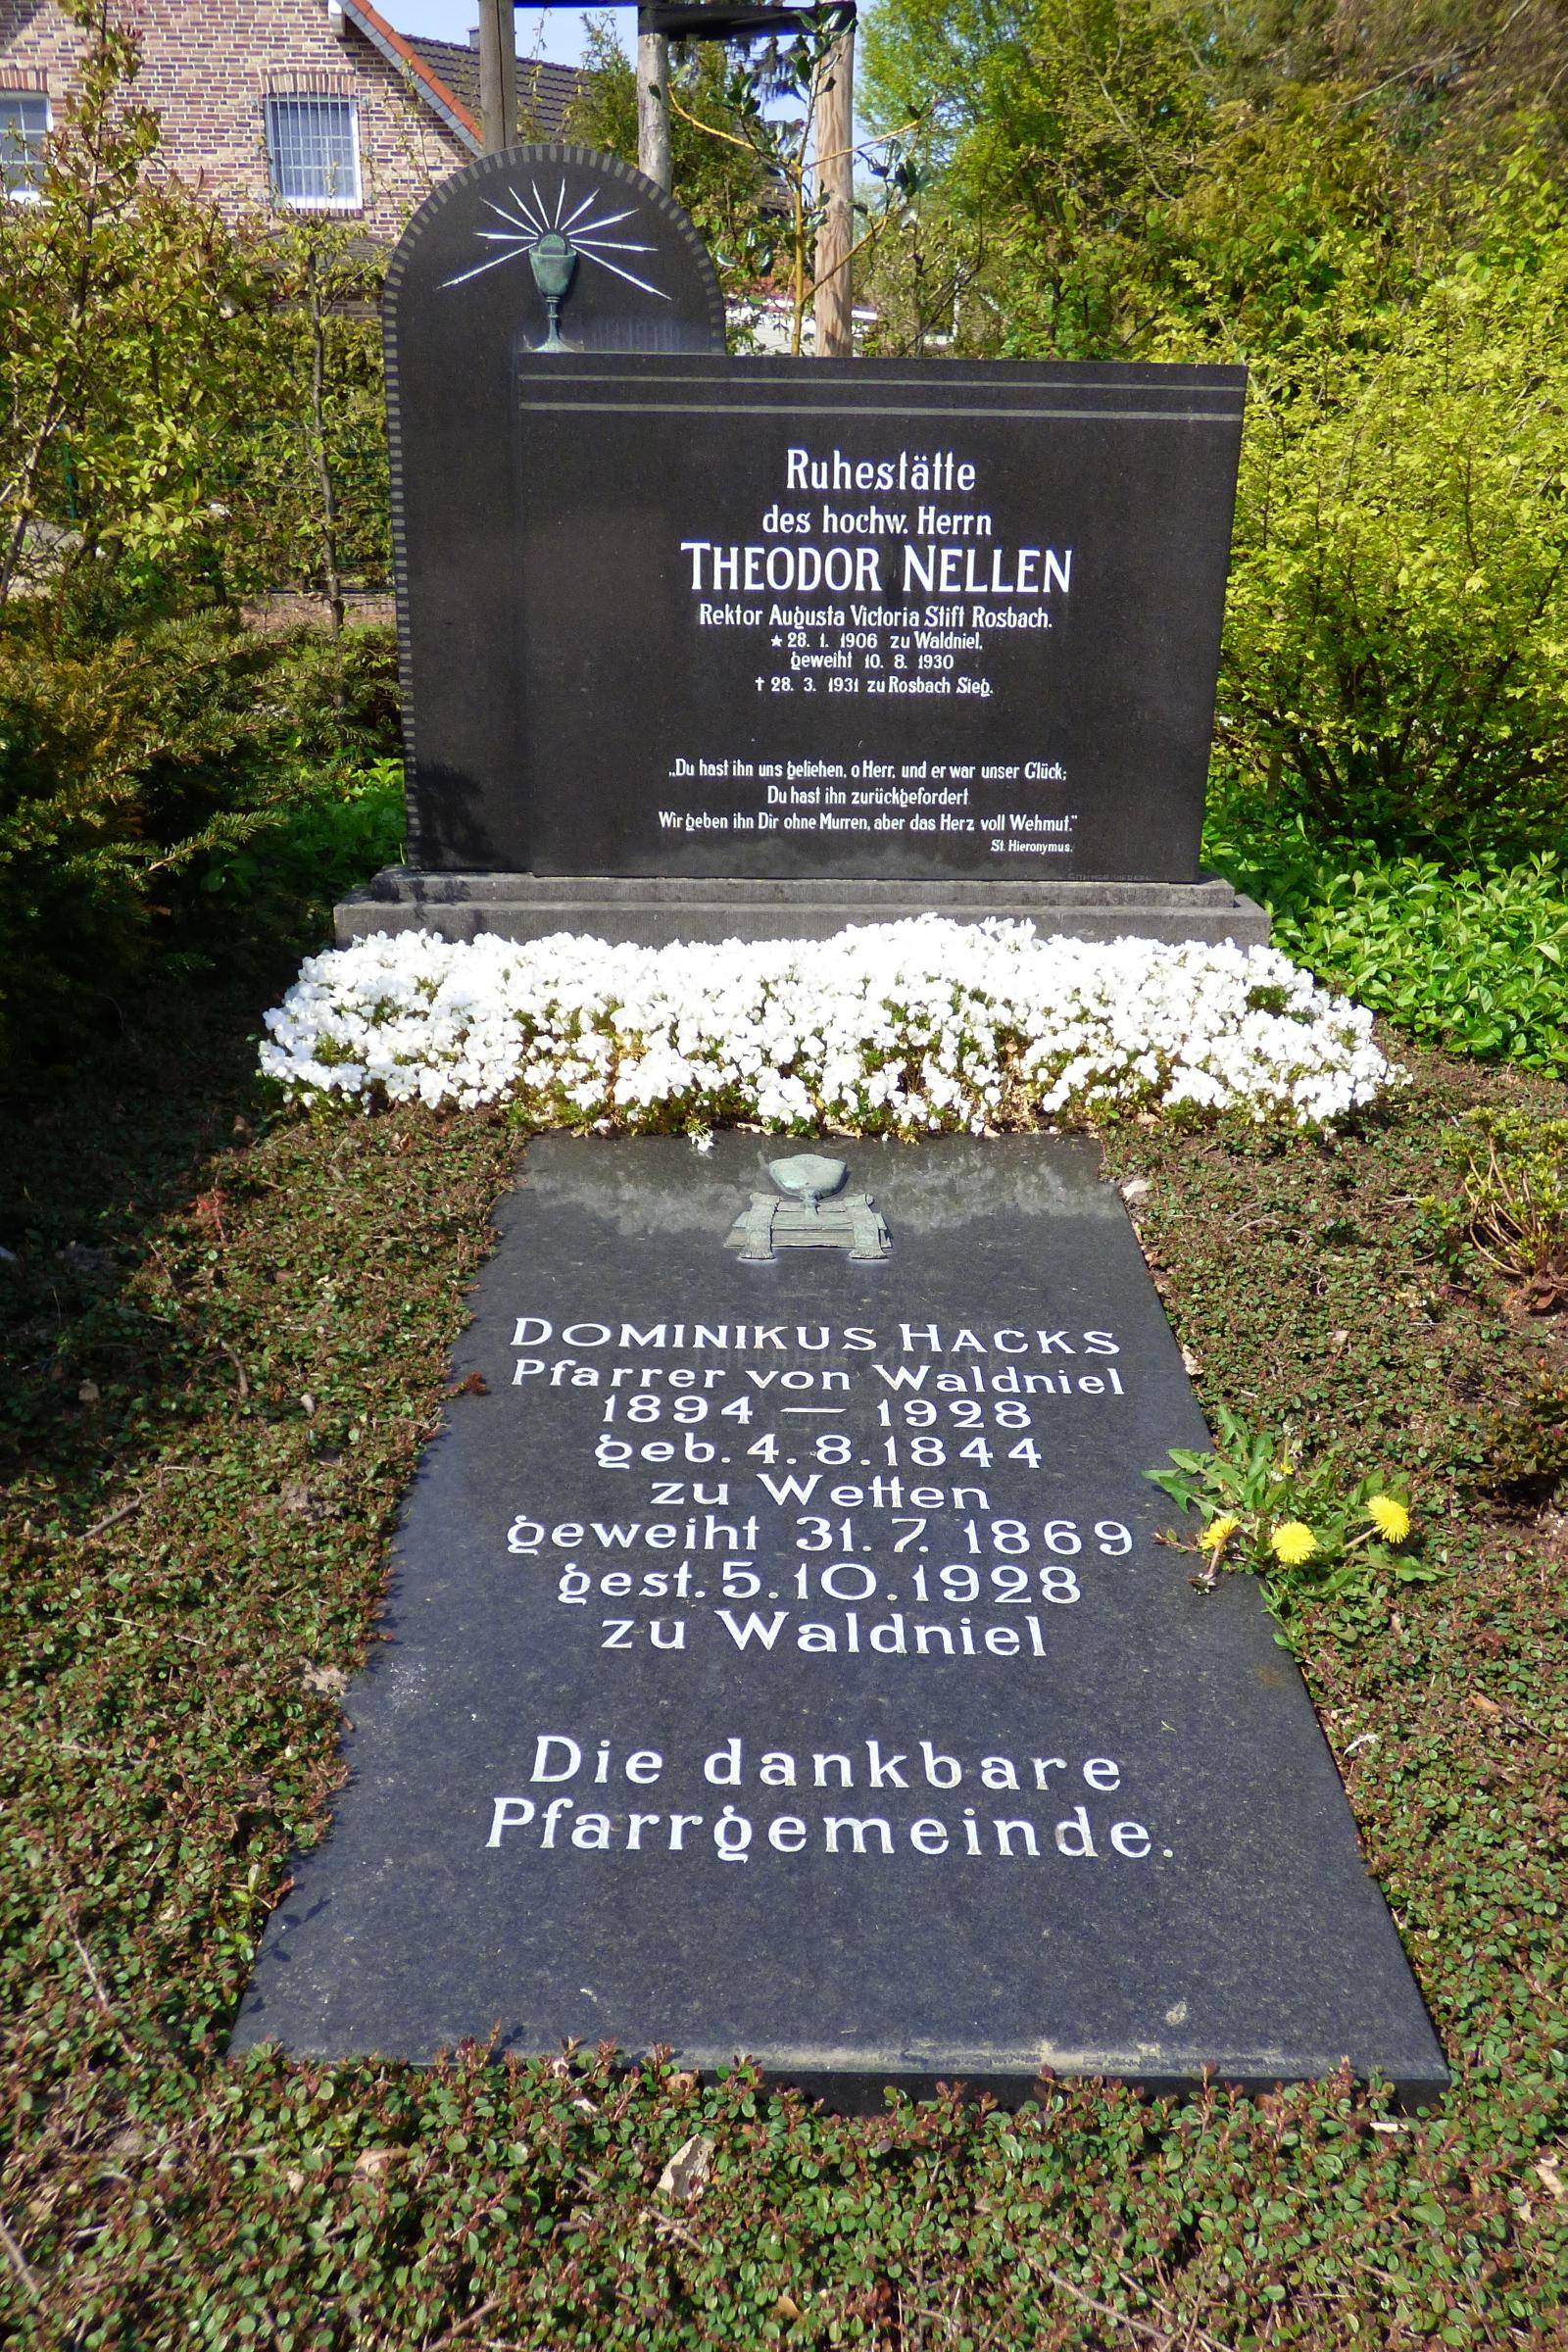 Ruhestätte
des hochw. Herrn
THEODOR NELLEN
Rektor Augusta Victoria Stift Rosbach.
★ 28. 1. 1906 zu Waldniel,
geweiht 10. 8. 1930
† 28. 3. 1931 zu Rosbach Sieg.
„Du hast ihn uns geliehen, o Herr, und er war unser Glück;
Du hast ihn zurückgefordert
Wir geben ihn Dir ohne Murren, aber das Herz voll Wehmut."
St. Hieronymus.
DOMINIKUS HACKS
Pfarrer von Waldniel
1894 — 1928
geb. 4.8.1844
zu Wetten
geweiht 31.7.1869
gest. 5.10.1928
zu Waldniel
Die dankbare
Pfarrgemeinde.